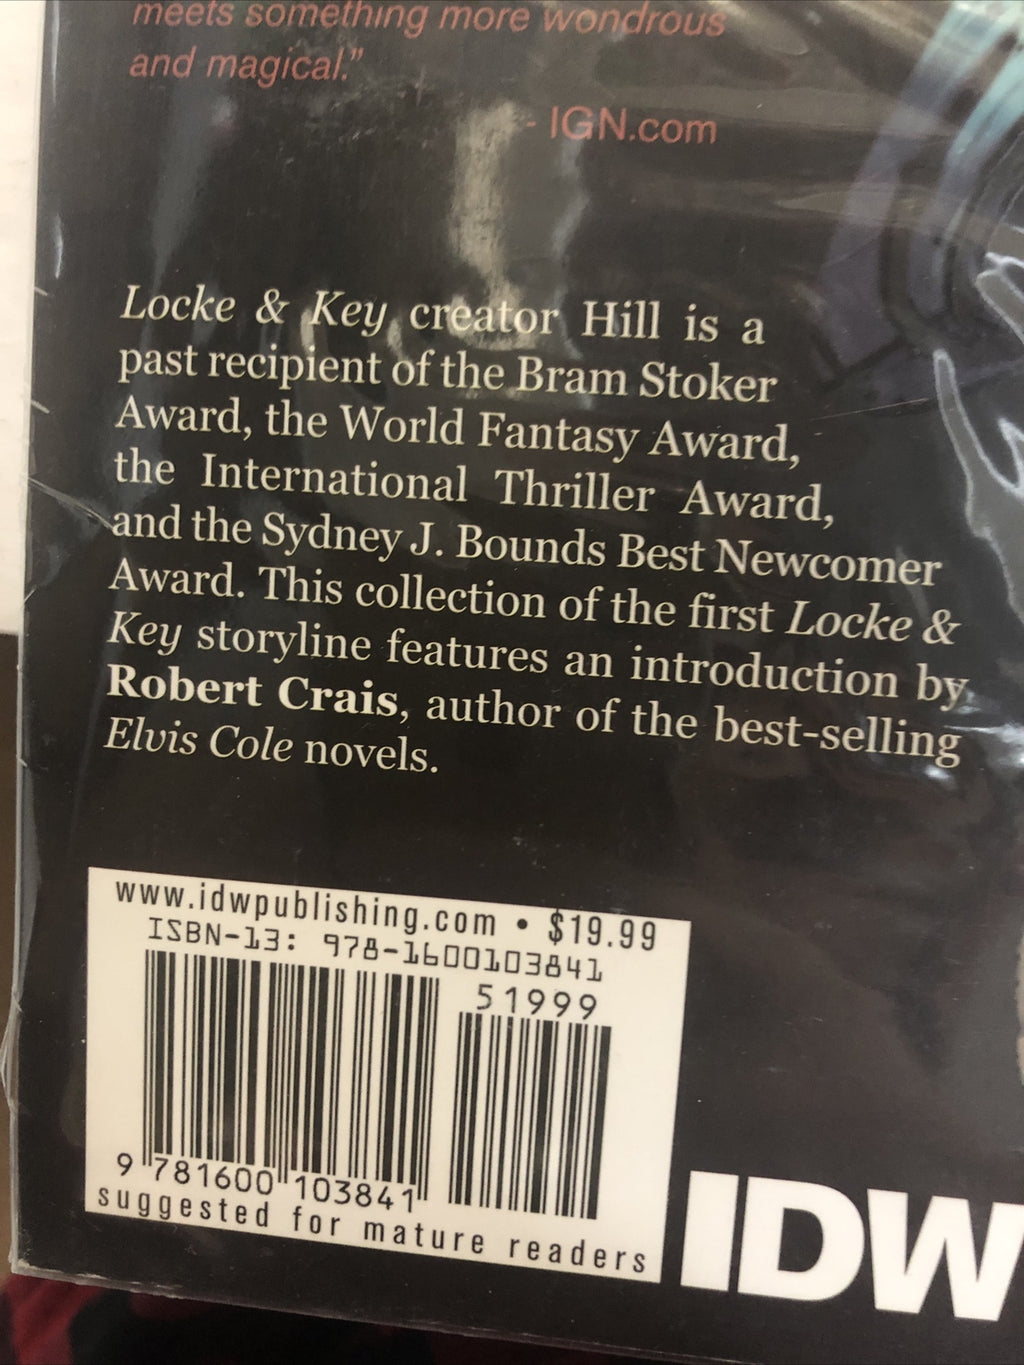 meets something more wondrous
and magical."
- IGN.com
Locke & Key creator Hill is a
past recipient of the Bram Stoker
Award, the World Fantasy Award,
the International Thriller Award,
and the Sydney J. Bounds Best Newcomer
Award. This collection of the first Locke &
Key storyline features an introduction by
Robert Crais, author of the best-selling
Elvis Cole novels.
www.idwpublishing.com • $19.99
ISBN-13: 978-1600103841
51999
9 781600 103841
suggested for mature readers
IDW